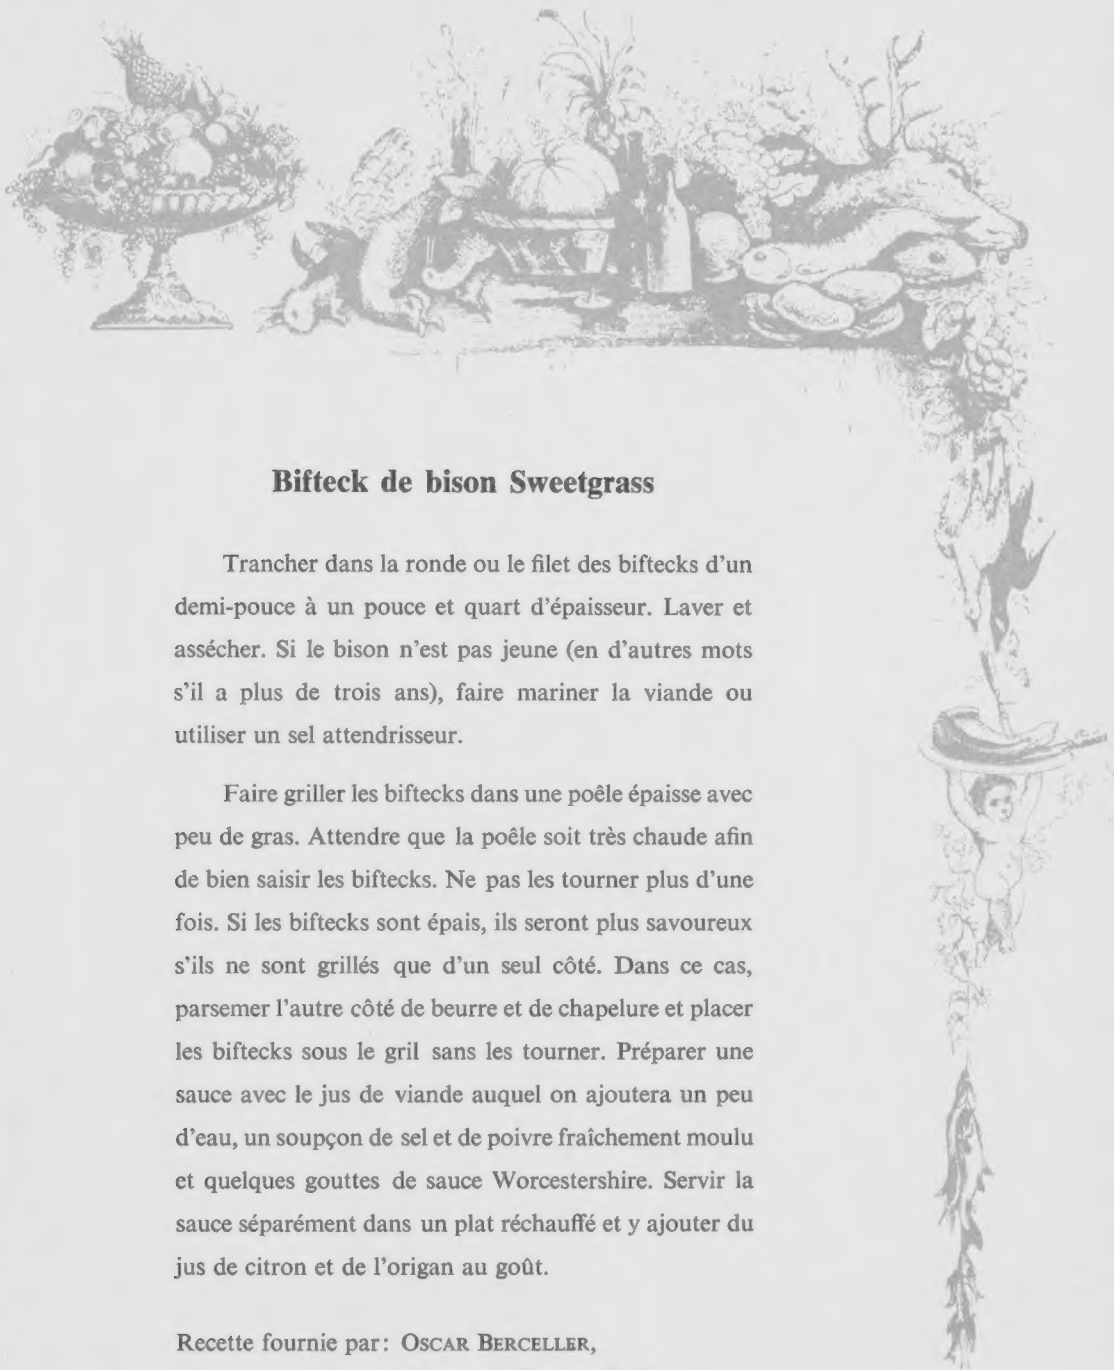 Bifteck de bison Sweetgrass
Trancher dans la ronde ou le filet des biftecks d'un
demi-pouce à un pouce et quart d'épaisseur. Laver et
assécher. Si le bison n'est pas jeune (en d'autres mots
s'il a plus de trois ans), faire mariner la viande ou
utiliser un sel attendrisseur.
Faire griller les biftecks dans une poêle épaisse avec
peu de gras. Attendre que la poêle soit très chaude afin
de bien saisir les biftecks. Ne pas les tourner plus d'une
fois. Si les biftecks sont épais, ils seront plus savoureux
s'ils ne sont grillés que d'un seul côté. Dans ce cas,
parsemer l'autre côté de beurre et de chapelure et placer
les biftecks sous le gril sans les tourner. Préparer une
sauce avec le jus de viande auquel on ajoutera un peu
d'eau, un soupçon de sel et de poivre fraîchement moulu
et quelques gouttes de sauce Worcestershire. Servir la
sauce séparément dans un plat réchauffé et y ajouter du
jus de citron et de l'origan au goût.
Recette fournie par: OSCAR BERCELLER,